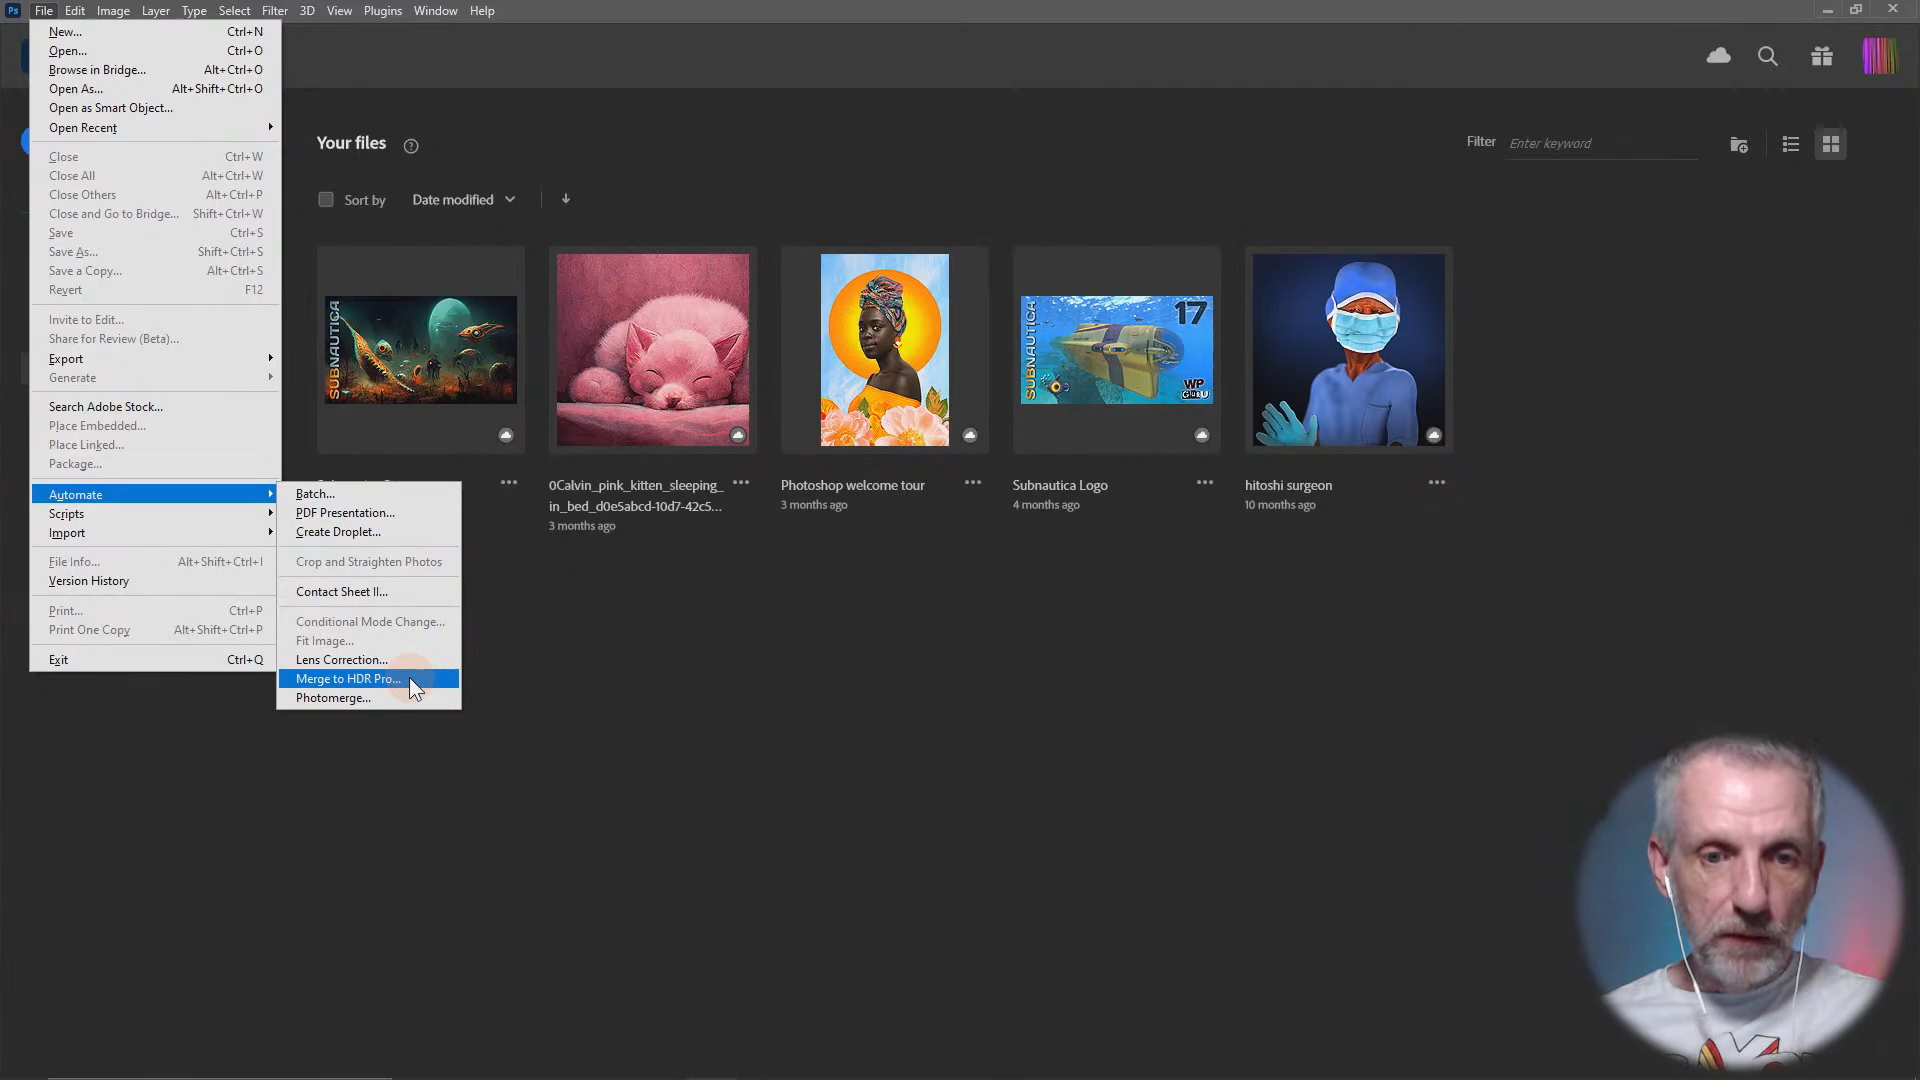 Ps File Edit Image Layer Type Select Filter 3D View Plugins Window Help
New... Ctrl+N
Open... Ctrl+O
Browse in Bridge... Alt+Ctrl+O
Open As... Alt+Shift+Ctrl+O
Open as Smart Object...
Open Recent
Close Ctrl+W
Close All Alt+Ctrl+W
Close Others Alt+Ctrl+P
Close and Go to Bridge... Shift+Ctrl+W
Save Ctrl+S
Save As... Shift+Ctrl+S
Save a Copy... Alt+Ctrl+S
Revert F12
Invite to Edit...
Share for Review (Beta)...
Export
Generate
Search Adobe Stock...
Place Embedded...
Place Linked...
Package...
Automate
Scripts
Import
File Info... Alt+Shift+Ctrl+I
Version History
Print... Ctrl+P
Print One Copy Alt+Shift+Ctrl+P
Exit Ctrl+Q
Batch...
PDF Presentation...
Create Droplet...
Crop and Straighten Photos
Contact Sheet II...
Conditional Mode Change...
Fit Image...
Lens Correction...
Merge to HDR Pro...
Photomerge...
Your files
Filter Enter keyword
Sort by Date modified
SUBNAUTICA
SUBNAUTICA
17
WP
GURU
0Calvin_pink_kitten_sleeping_
in_bed_d0e5abcd-10d7-42c5...
3 months ago
Photoshop welcome tour
3 months ago
Subnautica Logo
4 months ago
hitoshi surgeon
10 months ago